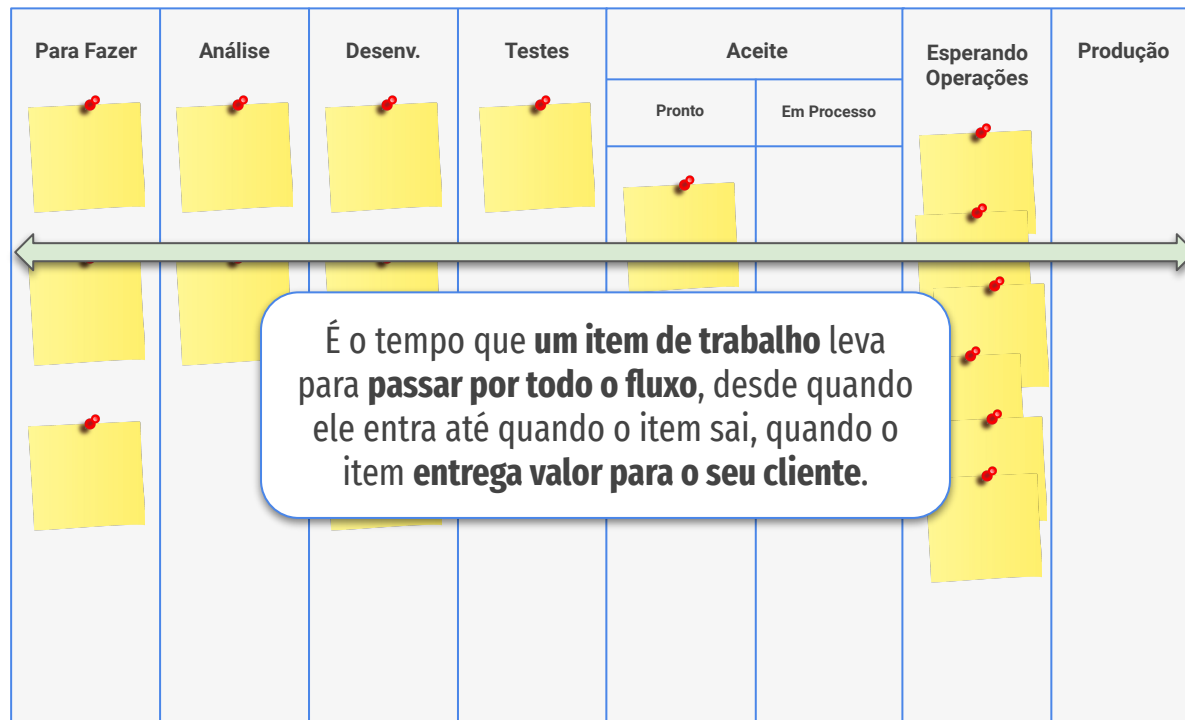 Para Fazer
Análise
Desenv.
Testes
Aceite
Pronto
Em Processo
Esperando
Operações
Produção
É o tempo que um item de trabalho leva
para passar por todo o fluxo, desde quando
ele entra até quando o item sai, quando o
item entrega valor para o seu cliente.